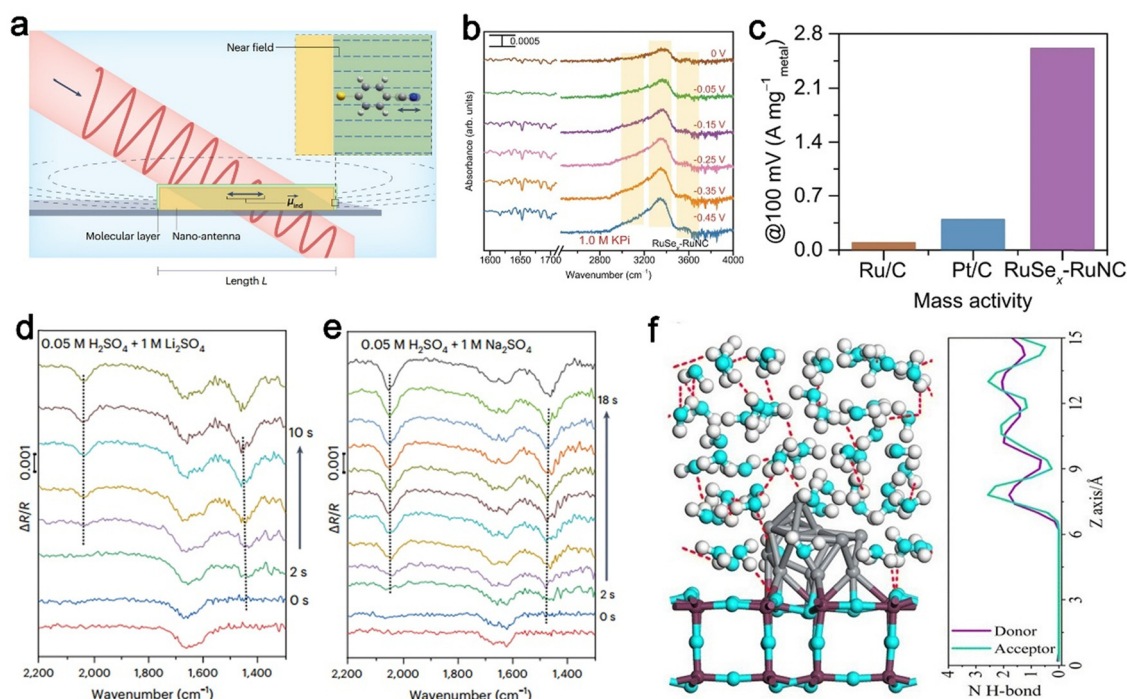 a
Near field
μind
Molecular layer
Nano-antenna
Length L
b
0.0005
0 V
-0.05 V
-0.15 V
-0.25 V
-0.35 V
-0.45 V
Absorbance (arb. units)
1.0 M KPi
RuSex-RuNC
1600 1650 1700 2800 3200 3600 4000
Wavenumber (cm⁻¹)
c
@100 mV (A mg⁻¹metal)
2.8
2.1
1.4
0.7
0.0
Ru/C Pt/C RuSex-RuNC
Mass activity
d
0.05 M H₂SO₄ + 1 M Li₂SO₄
10 s
0.001
ΔR/R
2 s
0 s
2,200 2,000 1,800 1,600 1,400
Wavenumber (cm⁻¹)
e
0.05 M H₂SO₄ + 1 M Na₂SO₄
18 s
0.001
ΔR/R
2 s
0 s
2,200 2,000 1,800 1,600 1,400
Wavenumber (cm⁻¹)
f
15
12
9
6
3
0
Z axis/Å
Donor
Acceptor
4 3 2 1 0
N H-bond